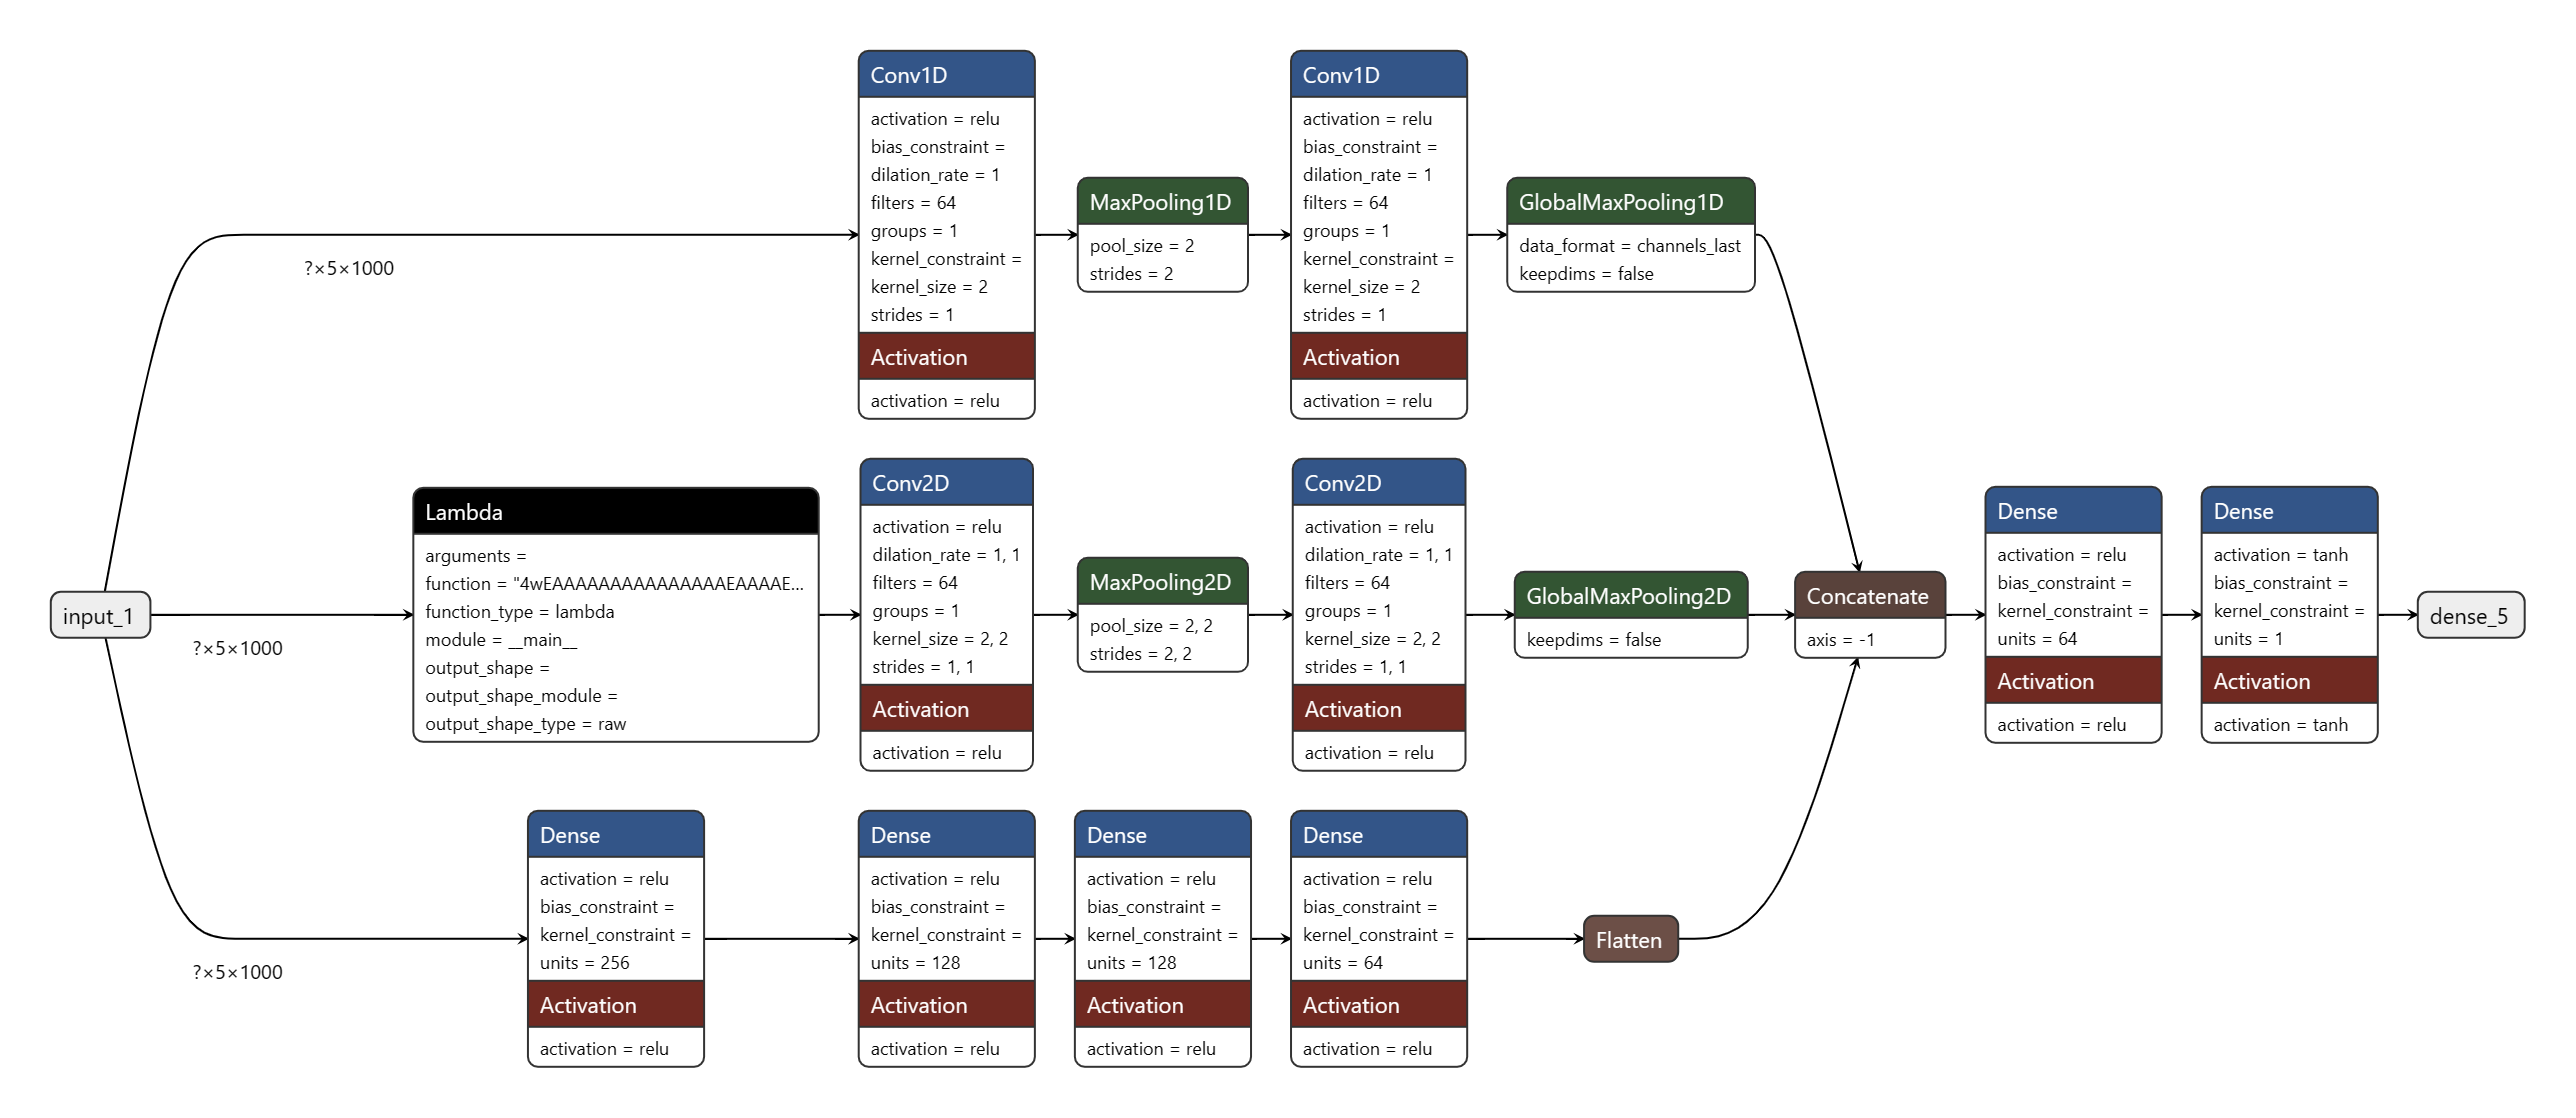 input_1
?×5×1000
Conv1D
activation = relu
bias_constraint =
dilation_rate = 1
filters = 64
groups = 1
kernel_constraint =
kernel_size = 2
strides = 1
Activation
activation = relu
MaxPooling1D
pool_size = 2
strides = 2
Conv1D
activation = relu
bias_constraint =
dilation_rate = 1
filters = 64
groups = 1
kernel_constraint =
kernel_size = 2
strides = 1
Activation
activation = relu
GlobalMaxPooling1D
data_format = channels_last
keepdims = false
?×5×1000
Lambda
arguments =
function = "4wEAAAAAAAAAAAAAAAEAAAAE...
function_type = lambda
module = __main__
output_shape =
output_shape_module =
output_shape_type = raw
Conv2D
activation = relu
dilation_rate = 1, 1
filters = 64
groups = 1
kernel_size = 2, 2
strides = 1, 1
Activation
activation = relu
MaxPooling2D
pool_size = 2, 2
strides = 2, 2
Conv2D
activation = relu
dilation_rate = 1, 1
filters = 64
groups = 1
kernel_size = 2, 2
strides = 1, 1
Activation
activation = relu
GlobalMaxPooling2D
keepdims = false
?×5×1000
Dense
activation = relu
bias_constraint =
kernel_constraint =
units = 256
Activation
activation = relu
Dense
activation = relu
bias_constraint =
kernel_constraint =
units = 128
Activation
activation = relu
Dense
activation = relu
bias_constraint =
kernel_constraint =
units = 128
Activation
activation = relu
Dense
activation = relu
bias_constraint =
kernel_constraint =
units = 64
Activation
activation = relu
Flatten
Concatenate
axis = -1
Dense
activation = relu
bias_constraint =
kernel_constraint =
units = 64
Activation
activation = relu
Dense
activation = tanh
bias_constraint =
kernel_constraint =
units = 1
Activation
activation = tanh
dense_5